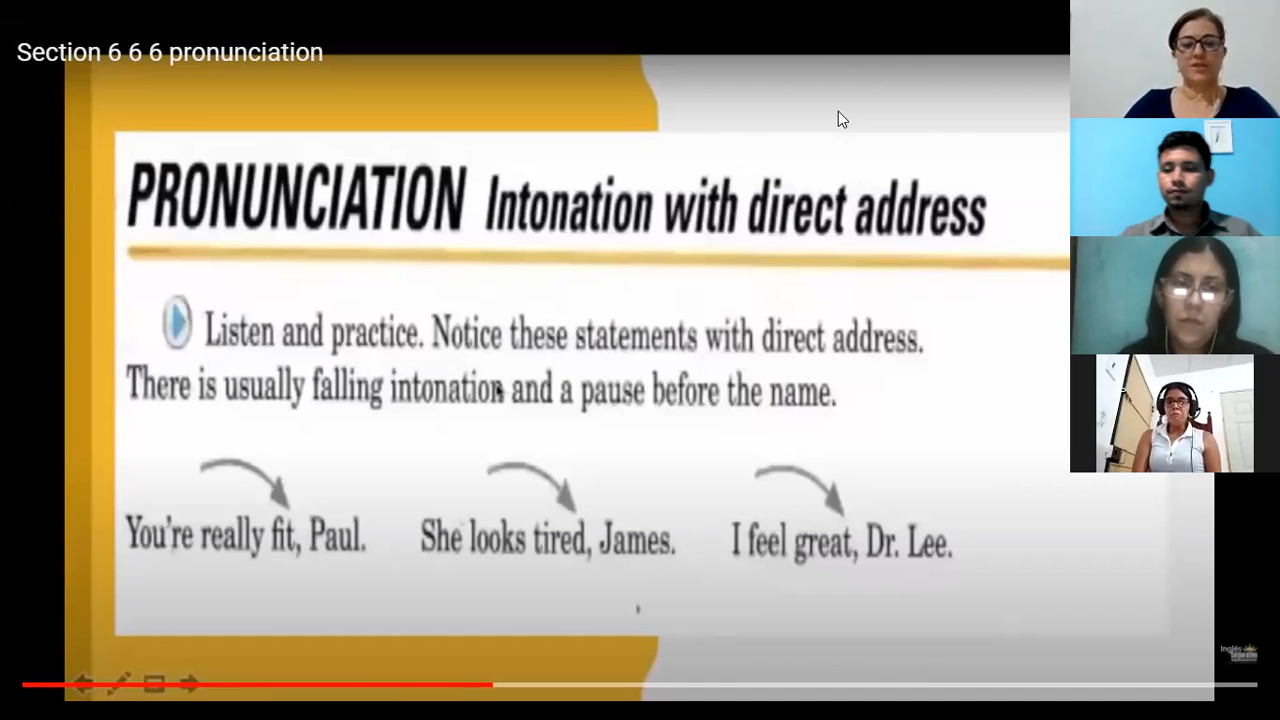 Section 6 6 6 pronunciation
PRONUNCIATION Intonation with direct address
Listen and practice. Notice these statements with direct address.
There is usually falling intonation and a pause before the name.
You're really fit, Paul. She looks tired, James. I feel great, Dr. Lee.
Inglés
Corporativo